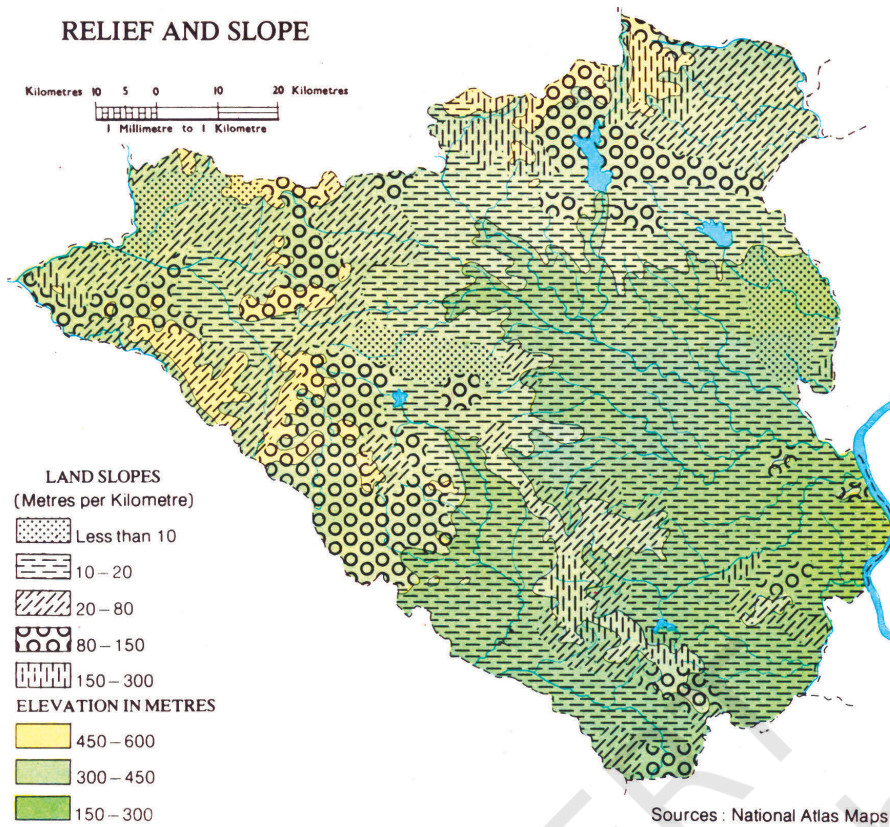 RELIEF AND SLOPE
Kilometres 10 5 0 10 20 Kilometres
1 Millimetre to 1 Kilometre
LAND SLOPES
(Metres per Kilometre)
Less than 10
10–20
20–80
80–150
150–300
ELEVATION IN METRES
450–600
300–450
150–300
Sources : National Atlas Maps